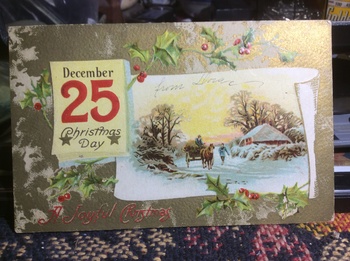 December
25
Christmas
Day
A Joyful Christmas